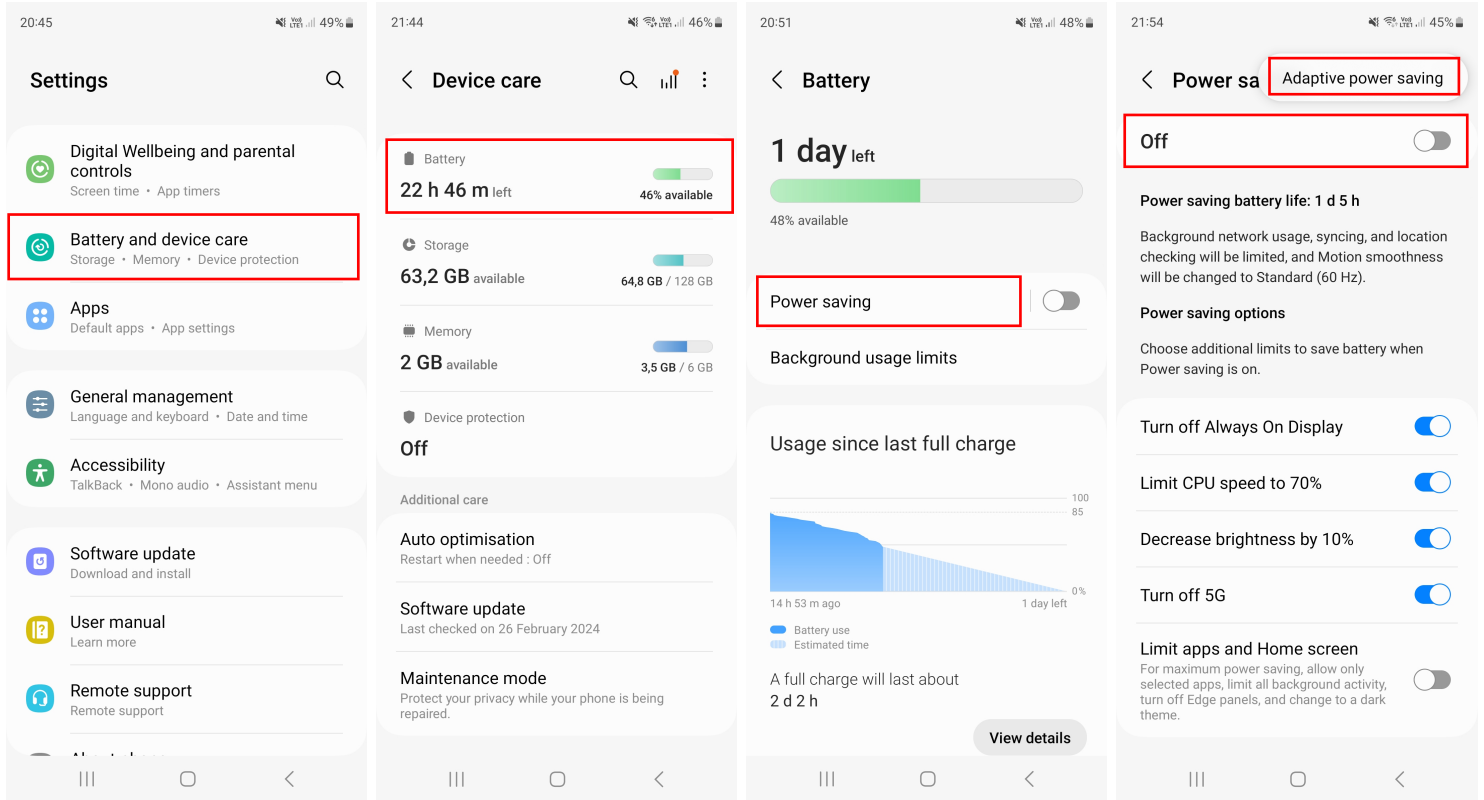 20:45
LTE1 49%
Settings
Digital Wellbeing and parental
controls
Screen time • App timers
Battery and device care
Storage • Memory • Device protection
Apps
Default apps • App settings
General management
Language and keyboard • Date and time
Accessibility
TalkBack • Mono audio • Assistant menu
Software update
Download and install
User manual
Learn more
Remote support
Remote support
21:44
LTE1 46%
Device care
Battery
22 h 46 m left
46% available
Storage
63,2 GB available
64,8 GB / 128 GB
Memory
2 GB available
3,5 GB / 6 GB
Device protection
Off
Additional care
Auto optimisation
Restart when needed : Off
Software update
Last checked on 26 February 2024
Maintenance mode
Protect your privacy while your phone is being
repaired.
20:51
LTE1 48%
Battery
1 day left
48% available
Power saving
Background usage limits
Usage since last full charge
100
85
0%
14 h 53 m ago
1 day left
Battery use
Estimated time
A full charge will last about
2 d 2 h
View details
21:54
LTE1 45%
Power sa
Adaptive power saving
Off
Power saving battery life: 1 d 5 h
Background network usage, syncing, and location
checking will be limited, and Motion smoothness
will be changed to Standard (60 Hz).
Power saving options
Choose additional limits to save battery when
Power saving is on.
Turn off Always On Display
Limit CPU speed to 70%
Decrease brightness by 10%
Turn off 5G
Limit apps and Home screen
For maximum power saving, allow only
selected apps, limit all background activity,
turn off Edge panels, and change to a dark
theme.